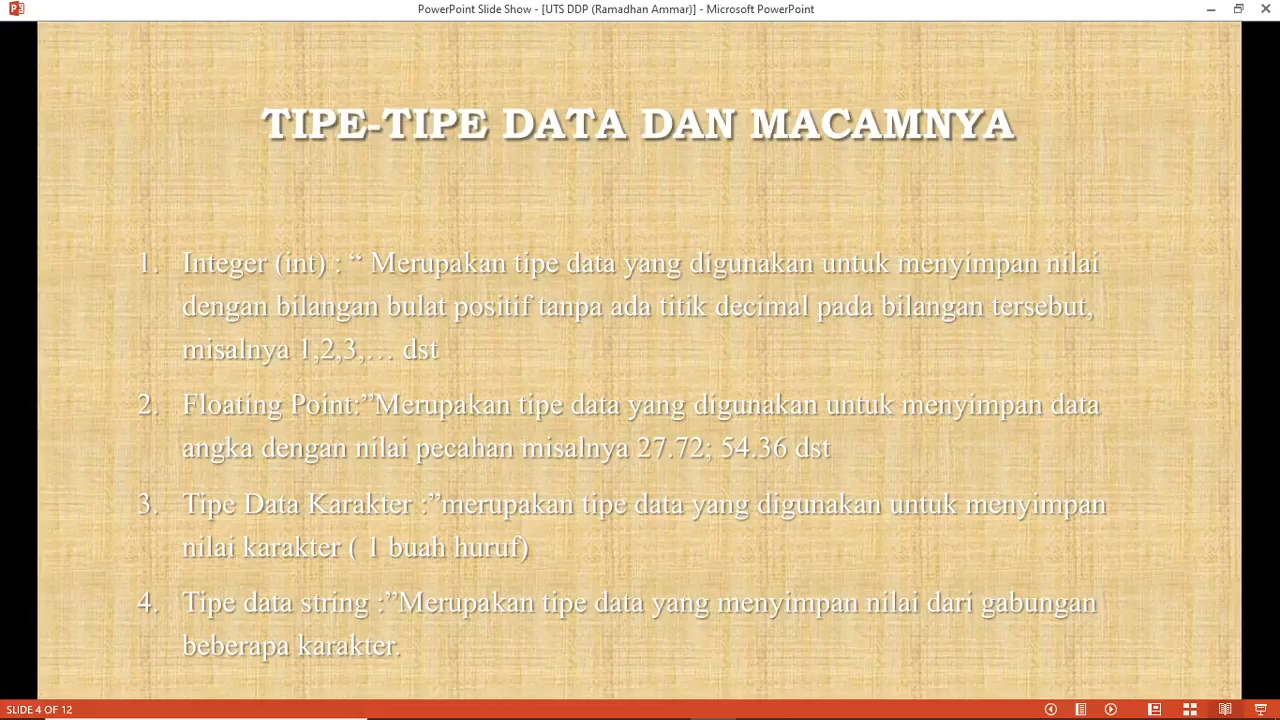 PowerPoint Slide Show - [UTS DDP (Ramadhan Ammar)] - Microsoft PowerPoint
TIPE-TIPE DATA DAN MACAMNYA
1. Integer (int) : “ Merupakan tipe data yang digunakan untuk menyimpan nilai
dengan bilangan bulat positif tanpa ada titik decimal pada bilangan tersebut,
misalnya 1,2,3,… dst
2. Floating Point:”Merupakan tipe data yang digunakan untuk menyimpan data
angka dengan nilai pecahan misalnya 27.72; 54.36 dst
3. Tipe Data Karakter :”merupakan tipe data yang digunakan untuk menyimpan
nilai karakter ( 1 buah huruf)
4. Tipe data string :”Merupakan tipe data yang menyimpan nilai dari gabungan
beberapa karakter.
SLIDE 4 OF 12